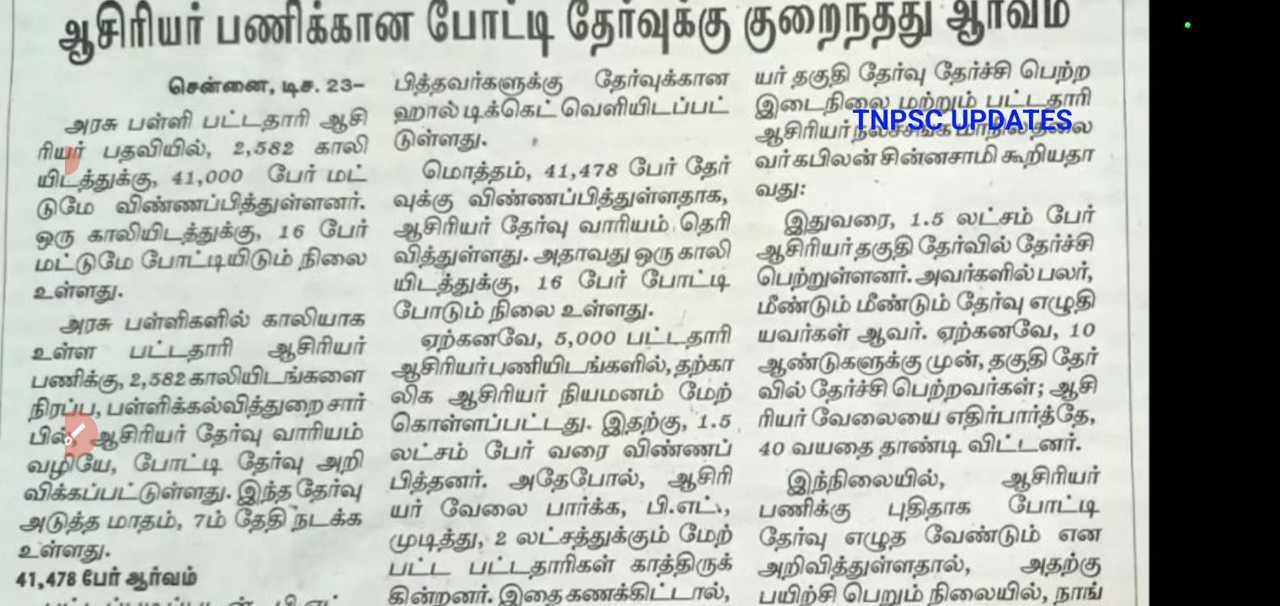 ஆசிரியர் பணிக்கான போட்டி தேர்வுக்கு குறைந்தது ஆர்வம்
சென்னை, டிச. 23–
அரசு பள்ளி பட்டதாரி ஆசி
ரியர் பதவியில், 2,582 காலி
யிடத்துக்கு, 41,000 பேர் மட்
டுமே விண்ணப்பித்துள்ளனர்.
ஒரு காலியிடத்துக்கு, 16 பேர்
மட்டுமே போட்டியிடும் நிலை
உள்ளது.
அரசு பள்ளிகளில் காலியாக
உள்ள பட்டதாரி ஆசிரியர்
பணிக்கு, 2,582 காலியிடங்களை
நிரப்ப, பள்ளிக்கல்வித்துறை சார்
பில், ஆசிரியர் தேர்வு வாரியம்
வழியே, போட்டி தேர்வு அறி
விக்கப்பட்டுள்ளது. இந்த தேர்வு
அடுத்த மாதம், 7ம் தேதி நடக்க
உள்ளது.
41,478 பேர் ஆர்வம்
பித்தவர்களுக்கு தேர்வுக்கான
ஹால் டிக்கெட் வெளியிடப்பட்
டுள்ளது.
மொத்தம், 41,478 பேர் தேர்
வுக்கு விண்ணப்பித்துள்ளதாக,
ஆசிரியர் தேர்வு வாரியம் தெரி
வித்துள்ளது. அதாவது ஒரு காலி
யிடத்துக்கு, 16 பேர் போட்டி
போடும் நிலை உள்ளது.
ஏற்கனவே, 5,000 பட்டதாரி
ஆசிரியர் பணியிடங்களில், தற்கா
லிக ஆசிரியர் நியமனம் மேற்
கொள்ளப்பட்டது. இதற்கு, 1.5
லட்சம் பேர் வரை விண்ணப்
பித்தனர். அதேபோல், ஆசிரி
யர் வேலை பார்க்க, பி.எட்.,
முடித்து, 2 லட்சத்துக்கும் மேற்
பட்ட பட்டதாரிகள் காத்திருக்
கின்றனர். இதை கணக்கிட்டால்,
யர் தகுதி தேர்வு தேர்ச்சி பெற்ற
இடைநிலை மற்றும் பட்டதாரி
TNPSC UPDATES
ஆசிரியர் நலச்சங்க மாநில தலை
வர் கபிலன் சின்னசாமி கூறியதா
வது:
இதுவரை, 1.5 லட்சம் பேர்
ஆசிரியர் தகுதி தேர்வில் தேர்ச்சி
பெற்றுள்ளனர். அவர்களில் பலர்,
மீண்டும் மீண்டும் தேர்வு எழுதி
யவர்கள் ஆவர். ஏற்கனவே, 10
ஆண்டுகளுக்கு முன், தகுதி தேர்
வில் தேர்ச்சி பெற்றவர்கள்; ஆசி
ரியர் வேலையை எதிர்பார்த்தே,
40 வயதை தாண்டி விட்டனர்.
இந்நிலையில், ஆசிரியர்
பணிக்கு புதிதாக போட்டி
தேர்வு எழுத வேண்டும் என
அறிவித்துள்ளதால், அதற்கு
பயிற்சி பெறும் நிலையில், நாங்